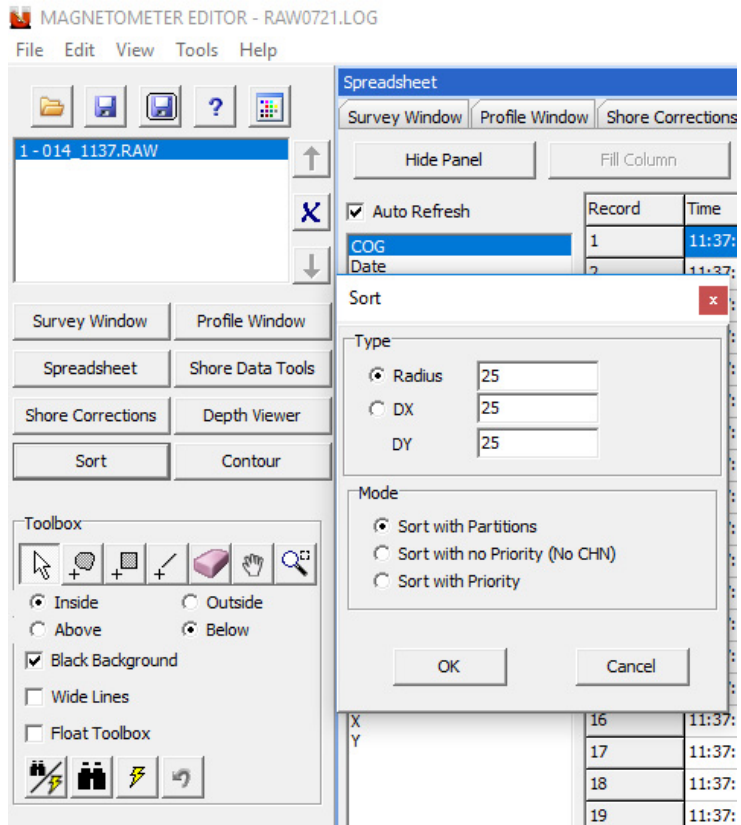 MAGNETOMETER EDITOR - RAW0721.LOG
File Edit View Tools Help
1 - 014_1137.RAW
Survey Window Profile Window
Spreadsheet Shore Data Tools
Shore Corrections Depth Viewer
Sort Contour
Toolbox
Inside Outside
Above Below
Black Background
Wide Lines
Float Toolbox
Spreadsheet
Survey Window Profile Window Shore Corrections
Hide Panel Fill Column
Auto Refresh
COG
Date
Record Time
1 11:37:
2 11:37:
Sort
Type
Radius 25
DX 25
DY 25
Mode
Sort with Partitions
Sort with no Priority (No CHN)
Sort with Priority
OK Cancel
X
Y
16 11:37:
17 11:37:
18 11:37:
19 11:37: